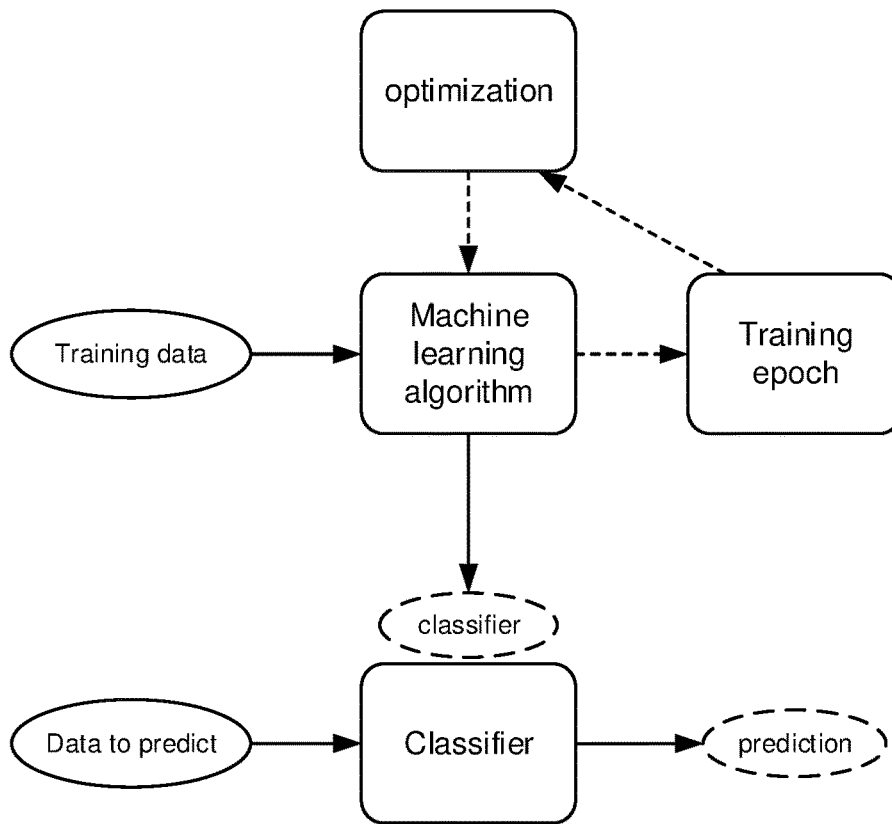 optimization
Training data
Machine
learning
algorithm
Training
epoch
classifier
Data to predict
Classifier
prediction